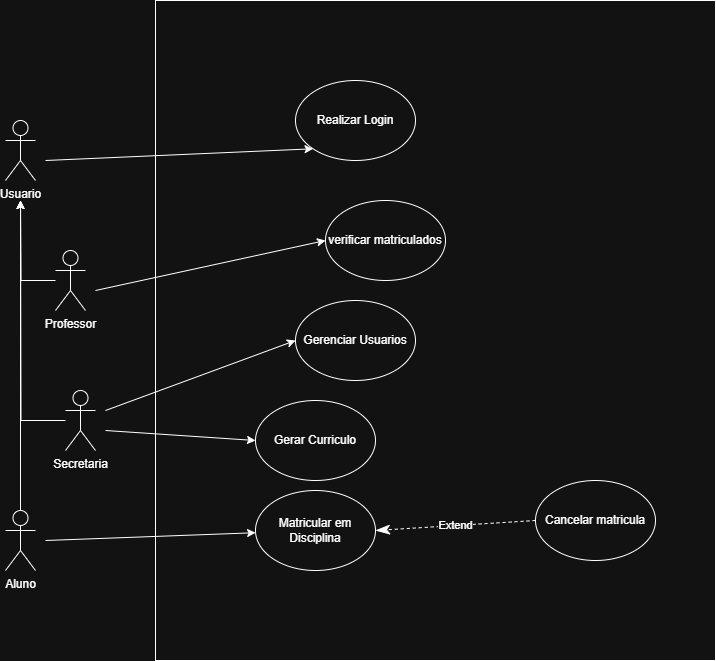 Realizar Login
Usuario
verificar matriculados
Professor
Gerenciar Usuarios
Gerar Curriculo
Secretaria
Matricular em
Disciplina
Extend
Cancelar matricula
Aluno